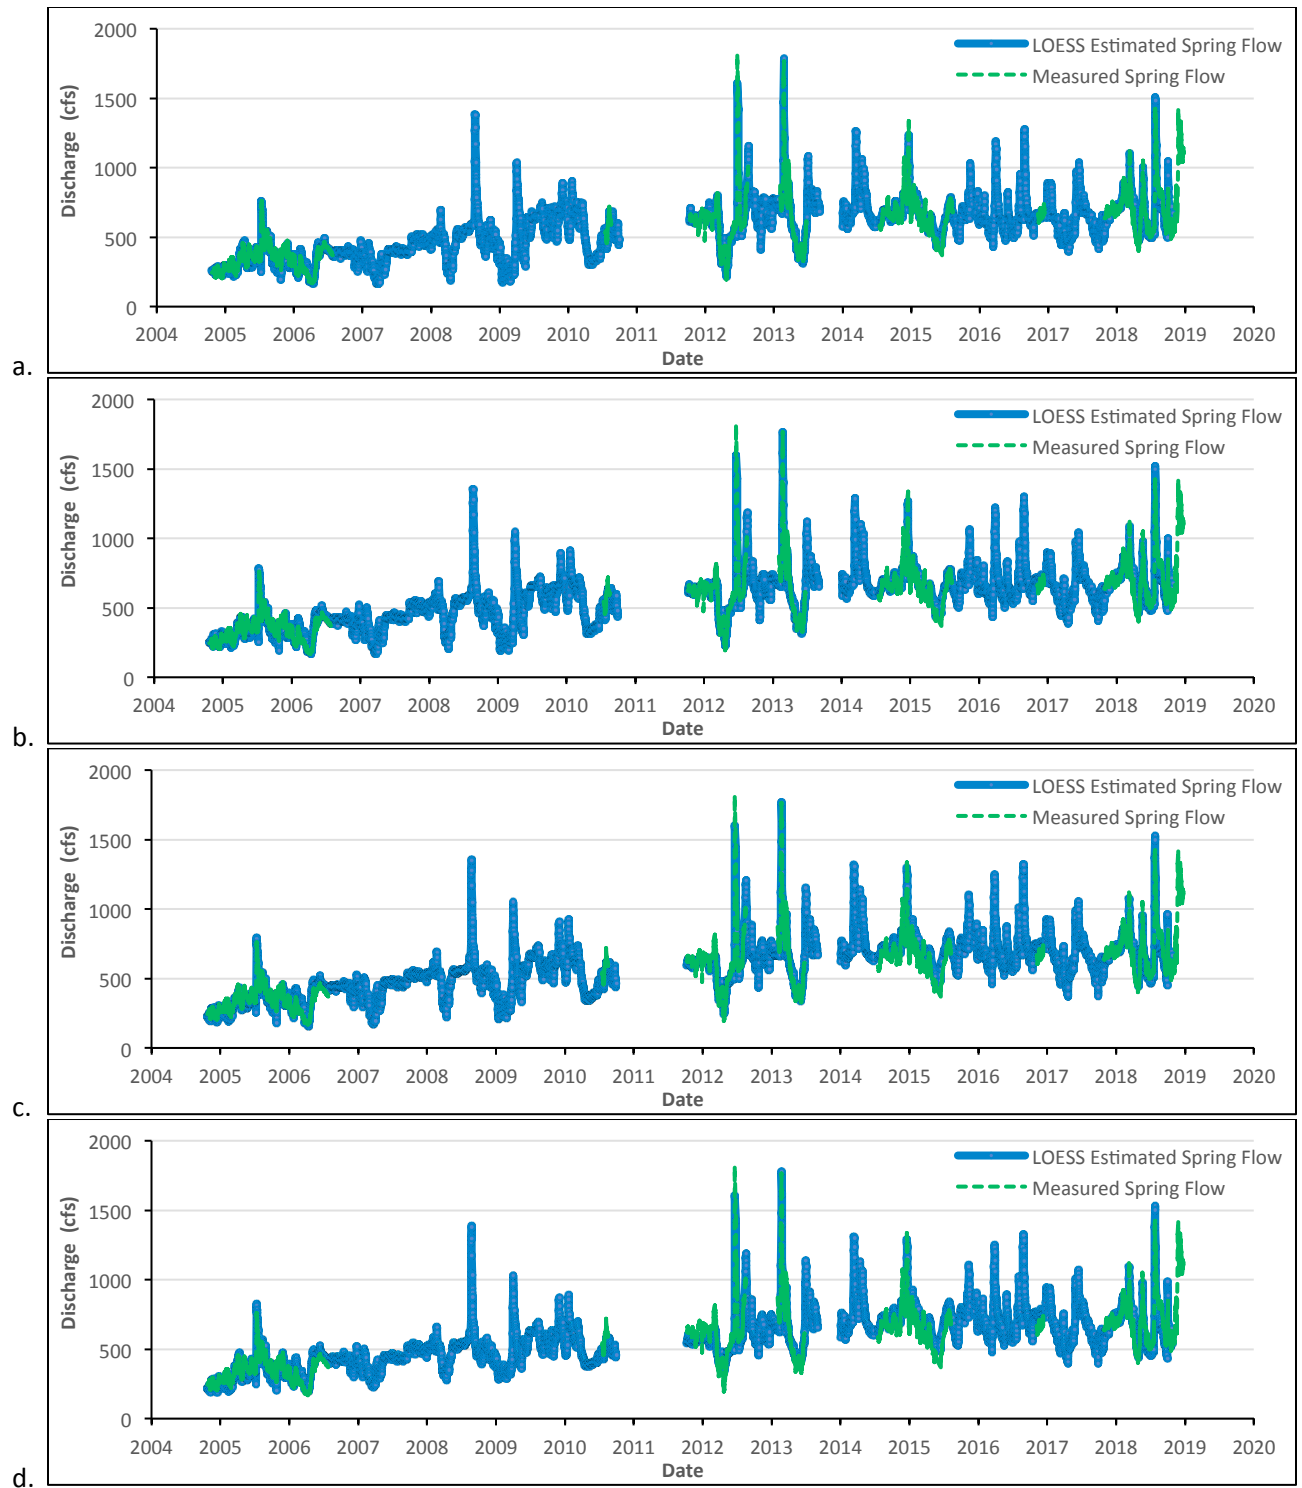 2000
1500
1000
500
0
Discharge (cfs)
LOESS Estimated Spring Flow
Measured Spring Flow
2004 2005 2006 2007 2008 2009 2010 2011 2012 2013 2014 2015 2016 2017 2018 2019 2020
Date
a.
2000
1500
1000
500
0
Discharge (cfs)
LOESS Estimated Spring Flow
Measured Spring Flow
2004 2005 2006 2007 2008 2009 2010 2011 2012 2013 2014 2015 2016 2017 2018 2019 2020
Date
b.
2000
1500
1000
500
0
Discharge (cfs)
LOESS Estimated Spring Flow
Measured Spring Flow
2004 2005 2006 2007 2008 2009 2010 2011 2012 2013 2014 2015 2016 2017 2018 2019 2020
Date
c.
2000
1500
1000
500
0
Discharge (cfs)
LOESS Estimated Spring Flow
Measured Spring Flow
2004 2005 2006 2007 2008 2009 2010 2011 2012 2013 2014 2015 2016 2017 2018 2019 2020
Date
d.